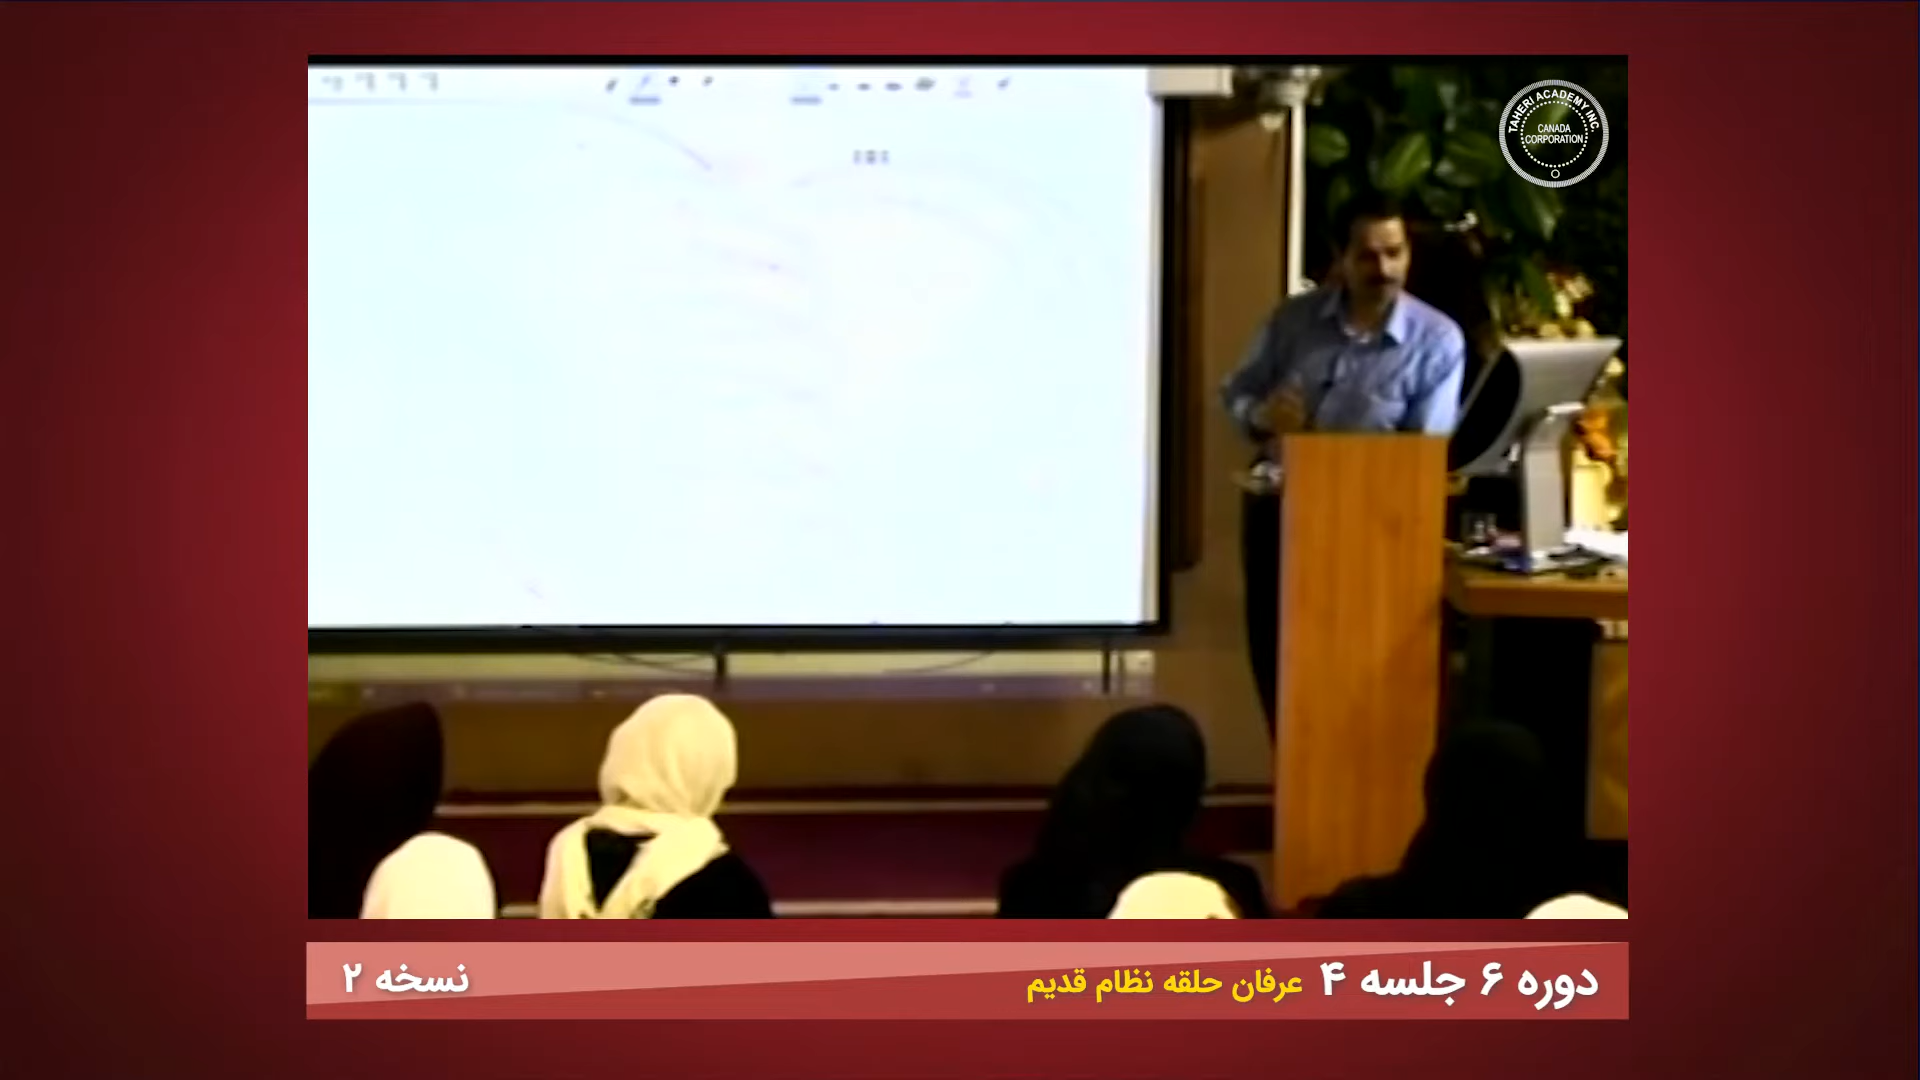 TAHERI ACADEMY INC.
CANADA
CORPORATION
دوره ۶ جلسه ۴ عرفان حلقه نظام قدیم
نسخه ۲